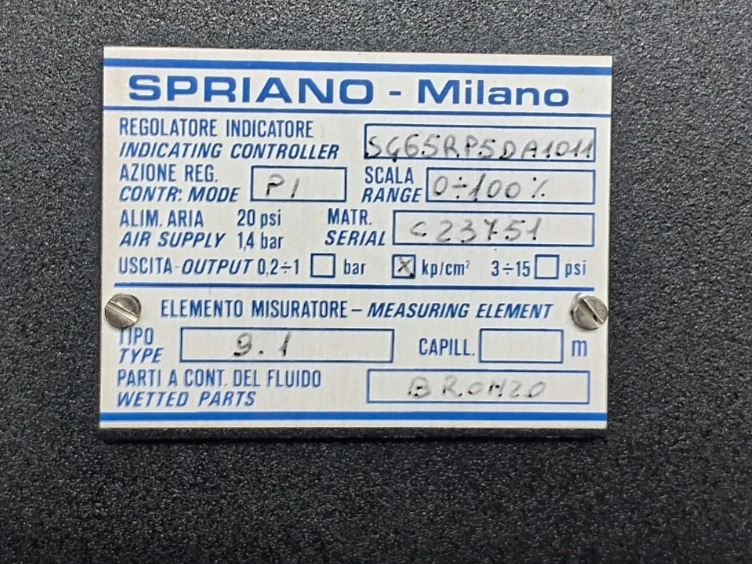 SPRIANO - Milano
REGOLATORE INDICATORE
INDICATING CONTROLLER SG65RP5DA1011
AZIONE REG. SCALA
CONTR. MODE PI RANGE 0÷100%
ALIM. ARIA 20 psi MATR.
AIR SUPPLY 1,4 bar SERIAL C23751
USCITA-OUTPUT 0,2÷1 bar X kp/cm² 3÷15 psi
ELEMENTO MISURATORE – MEASURING ELEMENT
TIPO
TYPE 9.1 CAPILL. m
PARTI A CONT. DEL FLUIDO
WETTED PARTS BRONZO